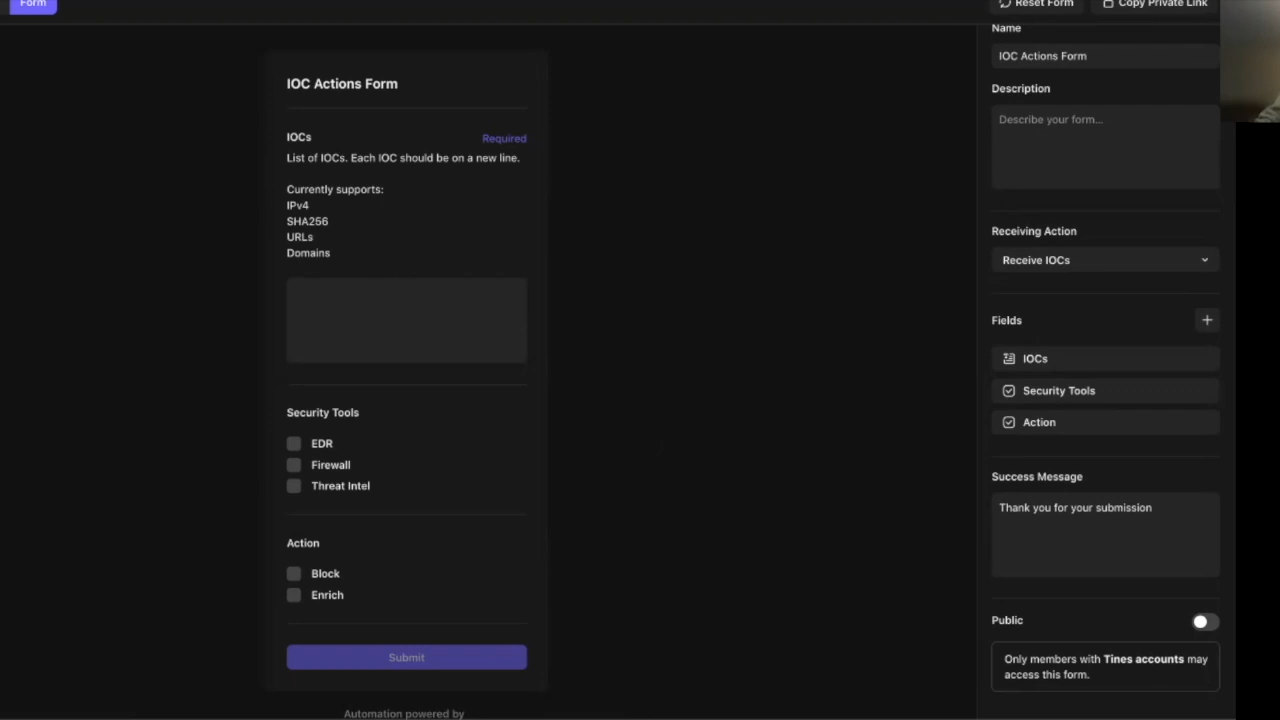 Form
Reset Form
Copy Private Link
IOC Actions Form
IOCs
Required
List of IOCs. Each IOC should be on a new line.
Currently supports:
IPv4
SHA256
URLs
Domains
Security Tools
EDR
Firewall
Threat Intel
Action
Block
Enrich
Submit
Automation powered by
Name
IOC Actions Form
Description
Describe your form...
Receiving Action
Receive IOCs
Fields
IOCs
Security Tools
Action
Success Message
Thank you for your submission
Public
Only members with Tines accounts may
access this form.